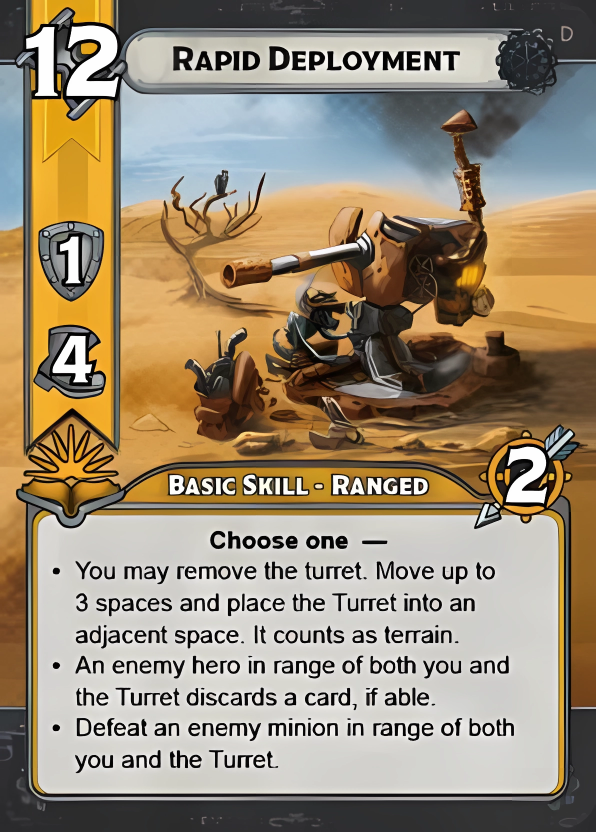 12
RAPID DEPLOYMENT
D
1
4
BASIC SKILL - RANGED
2
Choose one —
• You may remove the turret. Move up to
3 spaces and place the Turret into an
adjacent space. It counts as terrain.
• An enemy hero in range of both you and
the Turret discards a card, if able.
• Defeat an enemy minion in range of both
you and the Turret.